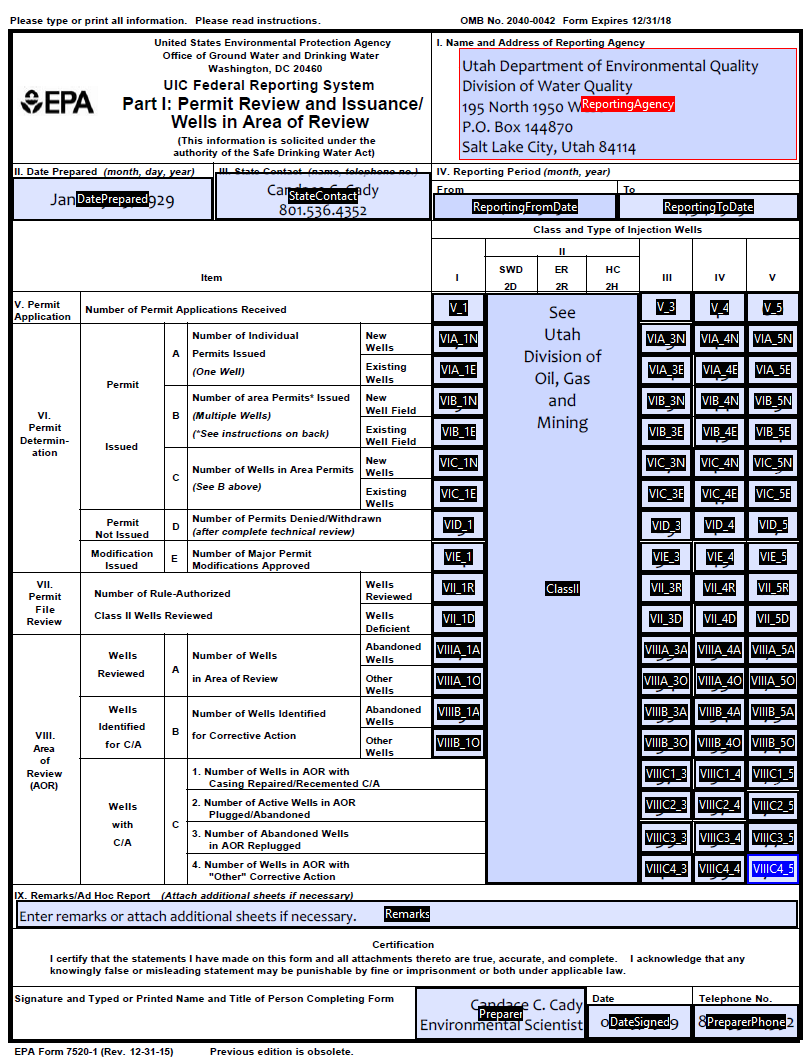 Please type or print all information. Please read instructions. OMB No. 2040-0042 Form Expires 12/31/18
United States Environmental Protection Agency
Office of Ground Water and Drinking Water
Washington, DC 20460
EPA
UIC Federal Reporting System
Part I: Permit Review and Issuance/
Wells in Area of Review
(This information is solicited under the
authority of the Safe Drinking Water Act)
I. Name and Address of Reporting Agency
Utah Department of Environmental Quality
Division of Water Quality
195 North 1950 W
ReportingAgency
P.O. Box 144870
Salt Lake City, Utah 84114
II. Date Prepared (month, day, year)
DatePrepared
III. State Contact (name, telephone no.)
Candace C. Cady
StateContact
801.536.4352
IV. Reporting Period (month, year)
From To
ReportingFromDate ReportingToDate
Class and Type of Injection Wells
Item
I
II
SWD 2D
ER 2R
HC 2H
III IV V
V. Permit Application
Number of Permit Applications Received
V_1 V_3 V_4 V_5
See
Utah
Division of
Oil, Gas
and
Mining
ClassII
VI. Permit Determin-ation
Permit Issued
A Number of Individual Permits Issued (One Well)
New Wells VIA_1N VIA_3N VIA_4N VIA_5N
Existing Wells VIA_1E VIA_3E VIA_4E VIA_5E
B Number of area Permits* Issued (Multiple Wells) (*See instructions on back)
New Well Field VIB_1N VIB_3N VIB_4N VIB_5N
Existing Well Field VIB_1E VIB_3E VIB_4E VIB_5E
C Number of Wells in Area Permits (See B above)
New Wells VIC_1N VIC_3N VIC_4N VIC_5N
Existing Wells VIC_1E VIC_3E VIC_4E VIC_5E
Permit Not Issued D Number of Permits Denied/Withdrawn (after complete technical review) VID_1 VID_3 VID_4 VID_5
Modification Issued E Number of Major Permit Modifications Approved VIE_1 VIE_3 VIE_4 VIE_5
VII. Permit File Review
Number of Rule-Authorized Class II Wells Reviewed
Wells Reviewed VII_1R VII_3R VII_4R VII_5R
Wells Deficient VII_1D VII_3D VII_4D VII_5D
VIII. Area of Review (AOR)
Wells Reviewed A Number of Wells in Area of Review
Abandoned Wells VIIIA_1A VIIIA_3A VIIIA_4A VIIIA_5A
Other Wells VIIIA_1O VIIIA_3O VIIIA_4O VIIIA_5O
Wells Identified for C/A B Number of Wells Identified for Corrective Action
Abandoned Wells VIIIB_1A VIIIB_3A VIIIB_4A VIIIB_5A
Other Wells VIIIB_1O VIIIB_3O VIIIB_4O VIIIB_5O
Wells with C/A C
1. Number of Wells in AOR with Casing Repaired/Recemented C/A VIIIC1_3 VIIIC1_4 VIIIC1_5
2. Number of Active Wells in AOR Plugged/Abandoned VIIIC2_3 VIIIC2_4 VIIIC2_5
3. Number of Abandoned Wells in AOR Replugged VIIIC3_3 VIIIC3_4 VIIIC3_5
4. Number of Wells in AOR with "Other" Corrective Action VIIIC4_3 VIIIC4_4 VIIIC4_5
IX. Remarks/Ad Hoc Report (Attach additional sheets if necessary)
Enter remarks or attach additional sheets if necessary. Remarks
Certification
I certify that the statements I have made on this form and all attachments thereto are true, accurate, and complete. I acknowledge that any
knowingly false or misleading statement may be punishable by fine or imprisonment or both under applicable law.
Signature and Typed or Printed Name and Title of Person Completing Form
Candace C. Cady
Preparer
Environmental Scientist
Date
DateSigned
Telephone No.
PreparerPhone
EPA Form 7520-1 (Rev. 12-31-15) Previous edition is obsolete.